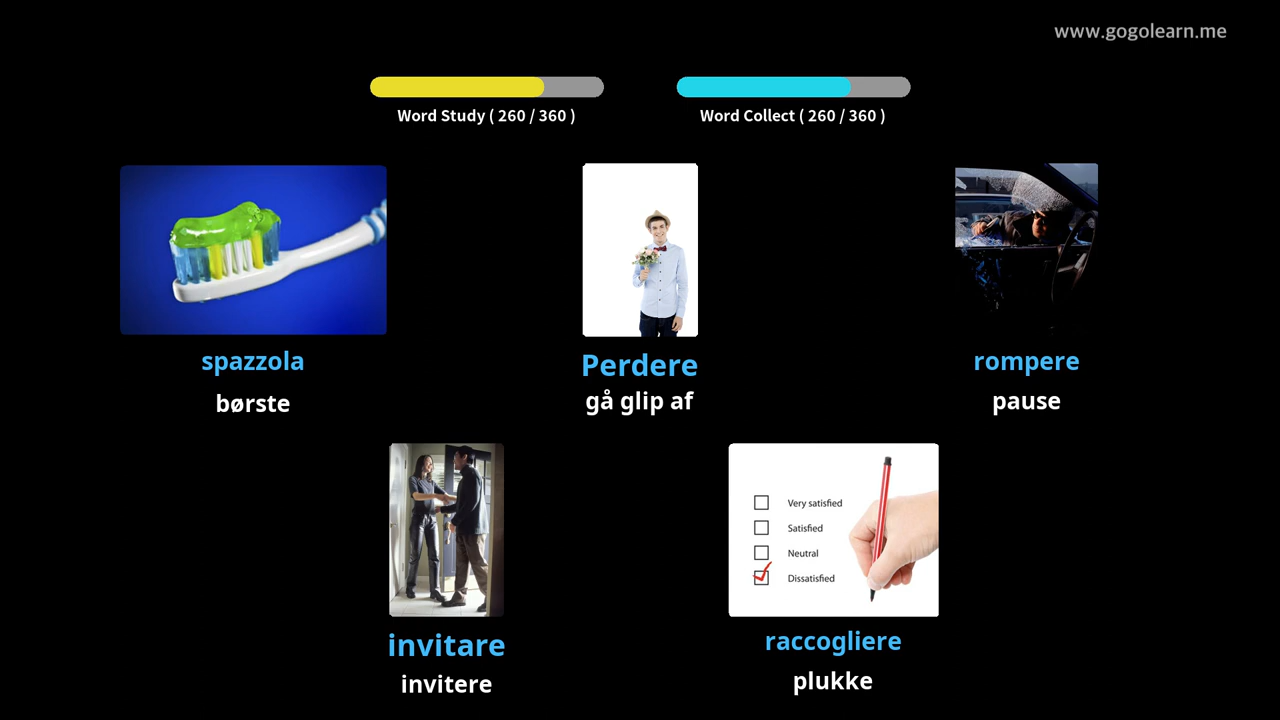 www.gogolearn.me
Word Study ( 260 / 360 )
Word Collect ( 260 / 360 )
spazzola
børste
Perdere
gå glip af
rompere
pause
invitare
invitere
Very satisfied
Satisfied
Neutral
Dissatisfied
raccogliere
plukke